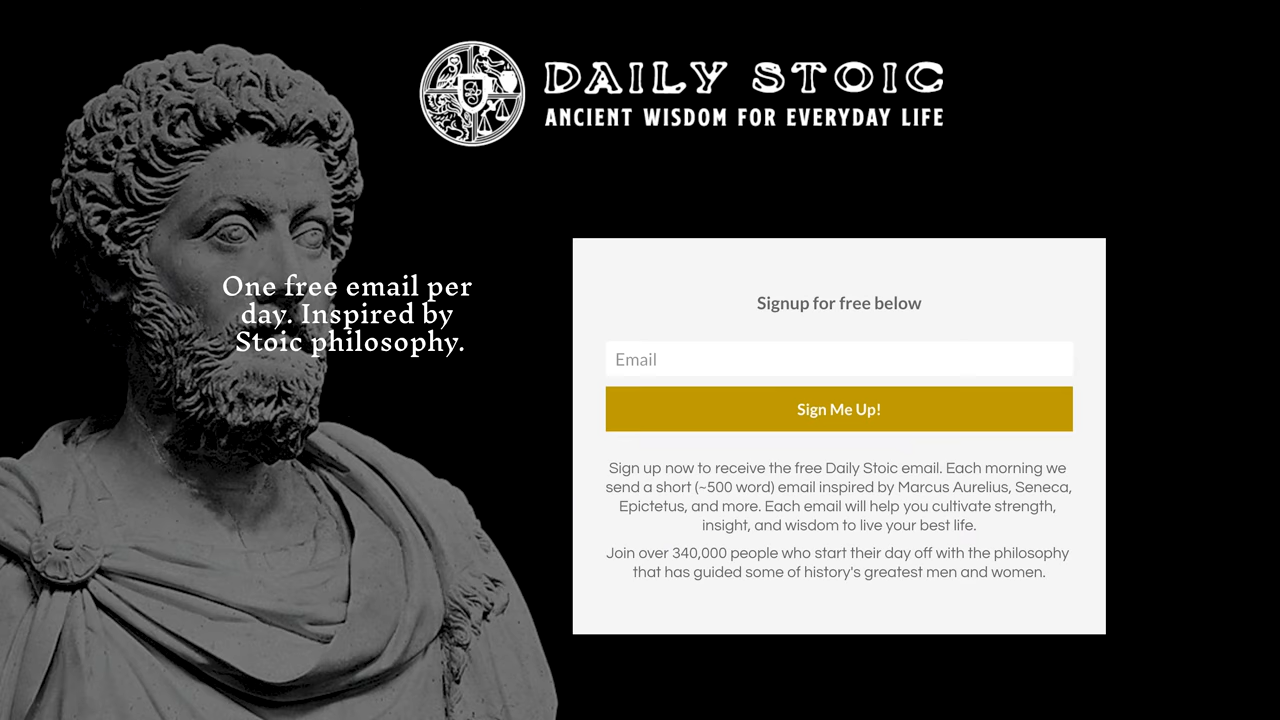 DAILY STOIC
ANCIENT WISDOM FOR EVERYDAY LIFE
One free email per
day. Inspired by
Stoic philosophy.
Signup for free below
Email
Sign Me Up!
Sign up now to receive the free Daily Stoic email. Each morning we
send a short (~500 word) email inspired by Marcus Aurelius, Seneca,
Epictetus, and more. Each email will help you cultivate strength,
insight, and wisdom to live your best life.
Join over 340,000 people who start their day off with the philosophy
that has guided some of history's greatest men and women.